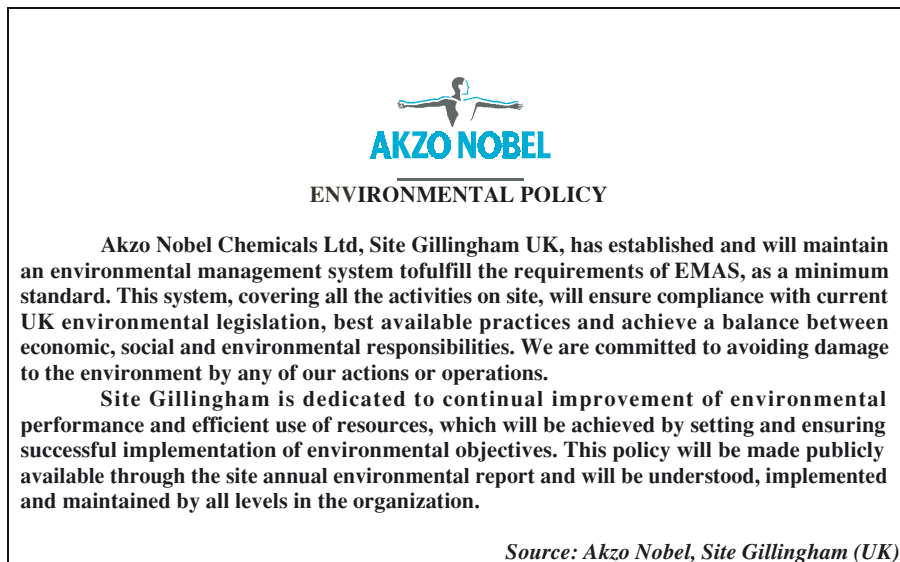 AKZO NOBEL
ENVIRONMENTAL POLICY
Akzo Nobel Chemicals Ltd, Site Gillingham UK, has established and will maintain
an environmental management system tofulfill the requirements of EMAS, as a minimum
standard. This system, covering all the activities on site, will ensure compliance with current
UK environmental legislation, best available practices and achieve a balance between
economic, social and environmental responsibilities. We are committed to avoiding damage
to the environment by any of our actions or operations.
Site Gillingham is dedicated to continual improvement of environmental
performance and efficient use of resources, which will be achieved by setting and ensuring
successful implementation of environmental objectives. This policy will be made publicly
available through the site annual environmental report and will be understood, implemented
and maintained by all levels in the organization.
Source: Akzo Nobel, Site Gillingham (UK)